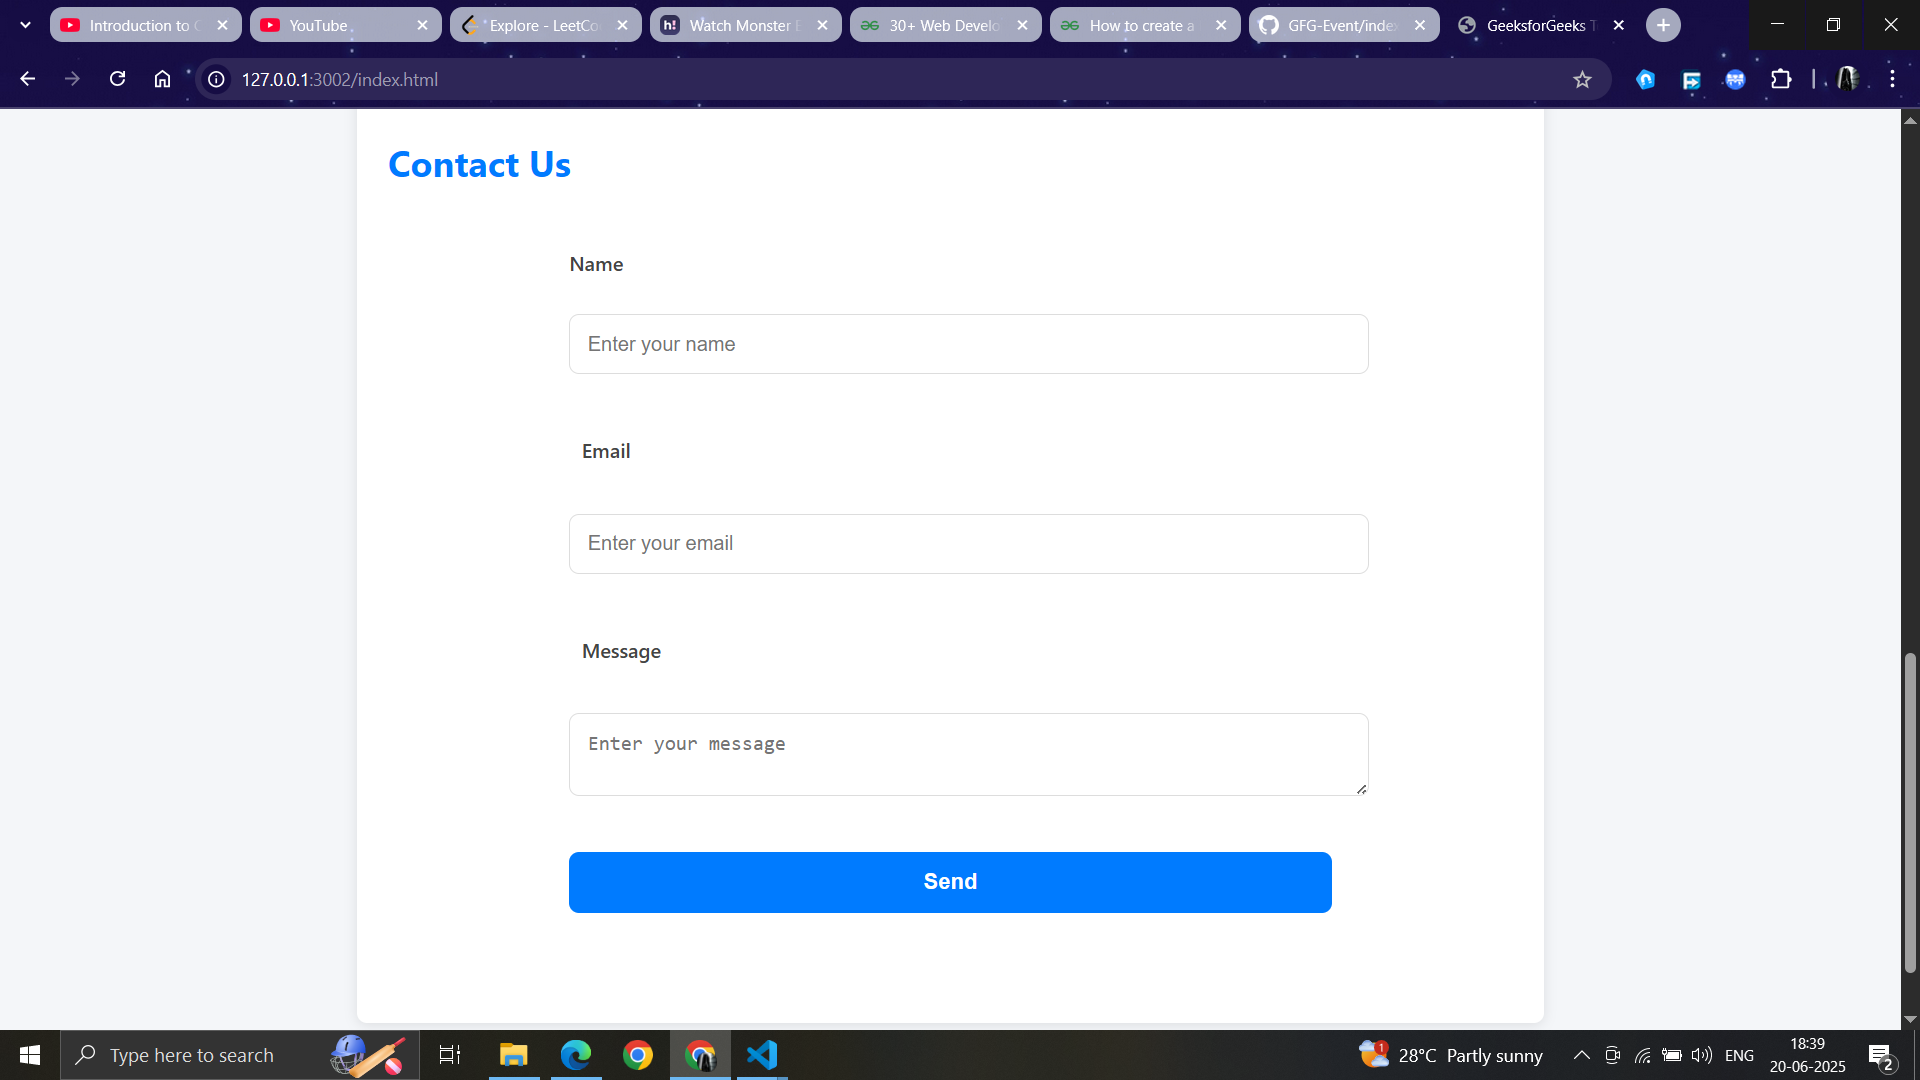 Introduction to
YouTube
Explore - LeetCo
Watch Monster
30+ Web Develo
How to create a
GFG-Event/index
GeeksforGeeks
127.0.0.1:3002/index.html
Contact Us
Name
Enter your name
Email
Enter your email
Message
Enter your message
Send
Type here to search
1
28°C Partly sunny
ENG
18:39
20-06-2025
2
h!